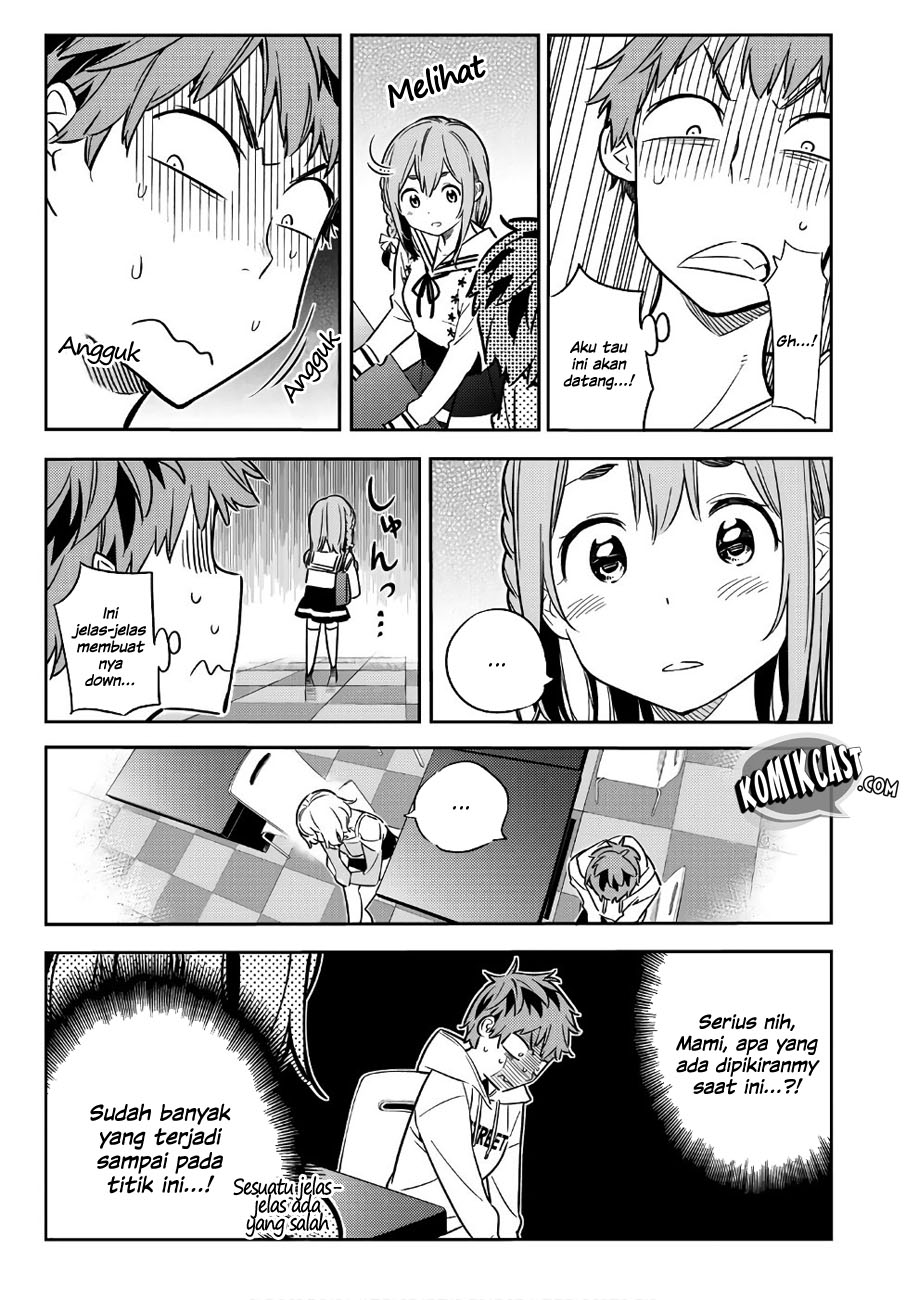 Gh...!
Aku tau
ini akan
datang...!
Melihat
Angguk
Angguk
...
しゅんっ…
Ini
jelas-jelas
membuat
nya
down...
...
KOMIKCAST
.COM
Serius nih,
Mami, apa yang
ada dipikiranmy
saat ini...?!
Sudah banyak
yang terjadi
sampai pada
titik ini...!
Sesuatu jelas-
jelas ada
yang salah